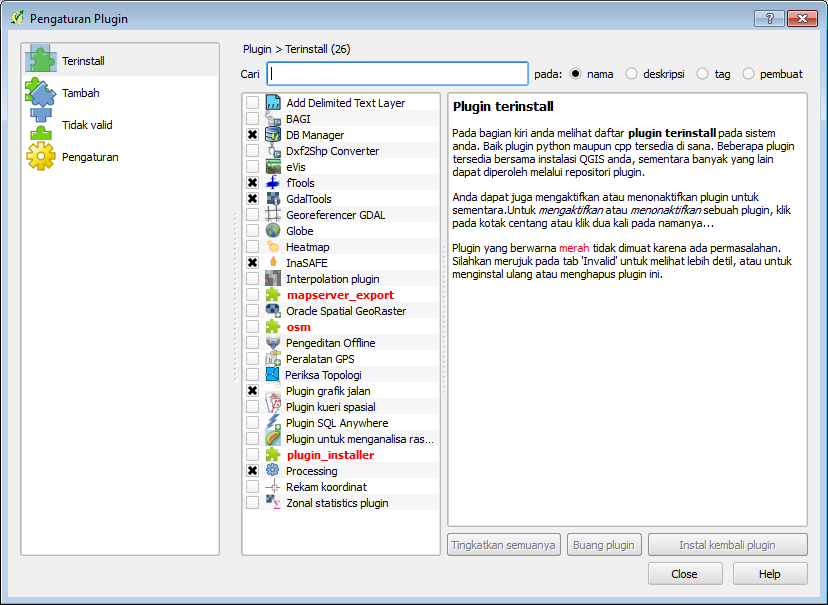 Pengaturan Plugin
Terinstall
Tambah
Tidak valid
Pengaturan
Plugin > Terinstall (26)
Cari
pada: nama deskripsi tag pembuat
Add Delimited Text Layer
BAGI
DB Manager
Dxf2Shp Converter
eVis
fTools
GdalTools
Georeferencer GDAL
Globe
Heatmap
InaSAFE
Interpolation plugin
mapserver_export
Oracle Spatial GeoRaster
osm
Pengeditan Offline
Peralatan GPS
Periksa Topologi
Plugin grafik jalan
Plugin kueri spasial
Plugin SQL Anywhere
Plugin untuk menganalisa ras...
plugin_installer
Processing
Rekam koordinat
Zonal statistics plugin
Plugin terinstall
Pada bagian kiri anda melihat daftar plugin terinstall pada sistem
anda. Baik plugin python maupun cpp tersedia di sana. Beberapa plugin
tersedia bersama instalasi QGIS anda, sementara banyak yang lain
dapat diperoleh melalui repositori plugin.
Anda dapat juga mengaktifkan atau menonaktifkan plugin untuk
sementara.Untuk mengaktifkan atau menonaktifkan sebuah plugin, klik
pada kotak centang atau klik dua kali pada namanya...
Plugin yang berwarna merah tidak dimuat karena ada permasalahan.
Silahkan merujuk pada tab 'Invalid' untuk melihat lebih detil, atau untuk
menginstal ulang atau menghapus plugin ini.
Tingkatkan semuanya
Buang plugin
Instal kembali plugin
Close
Help